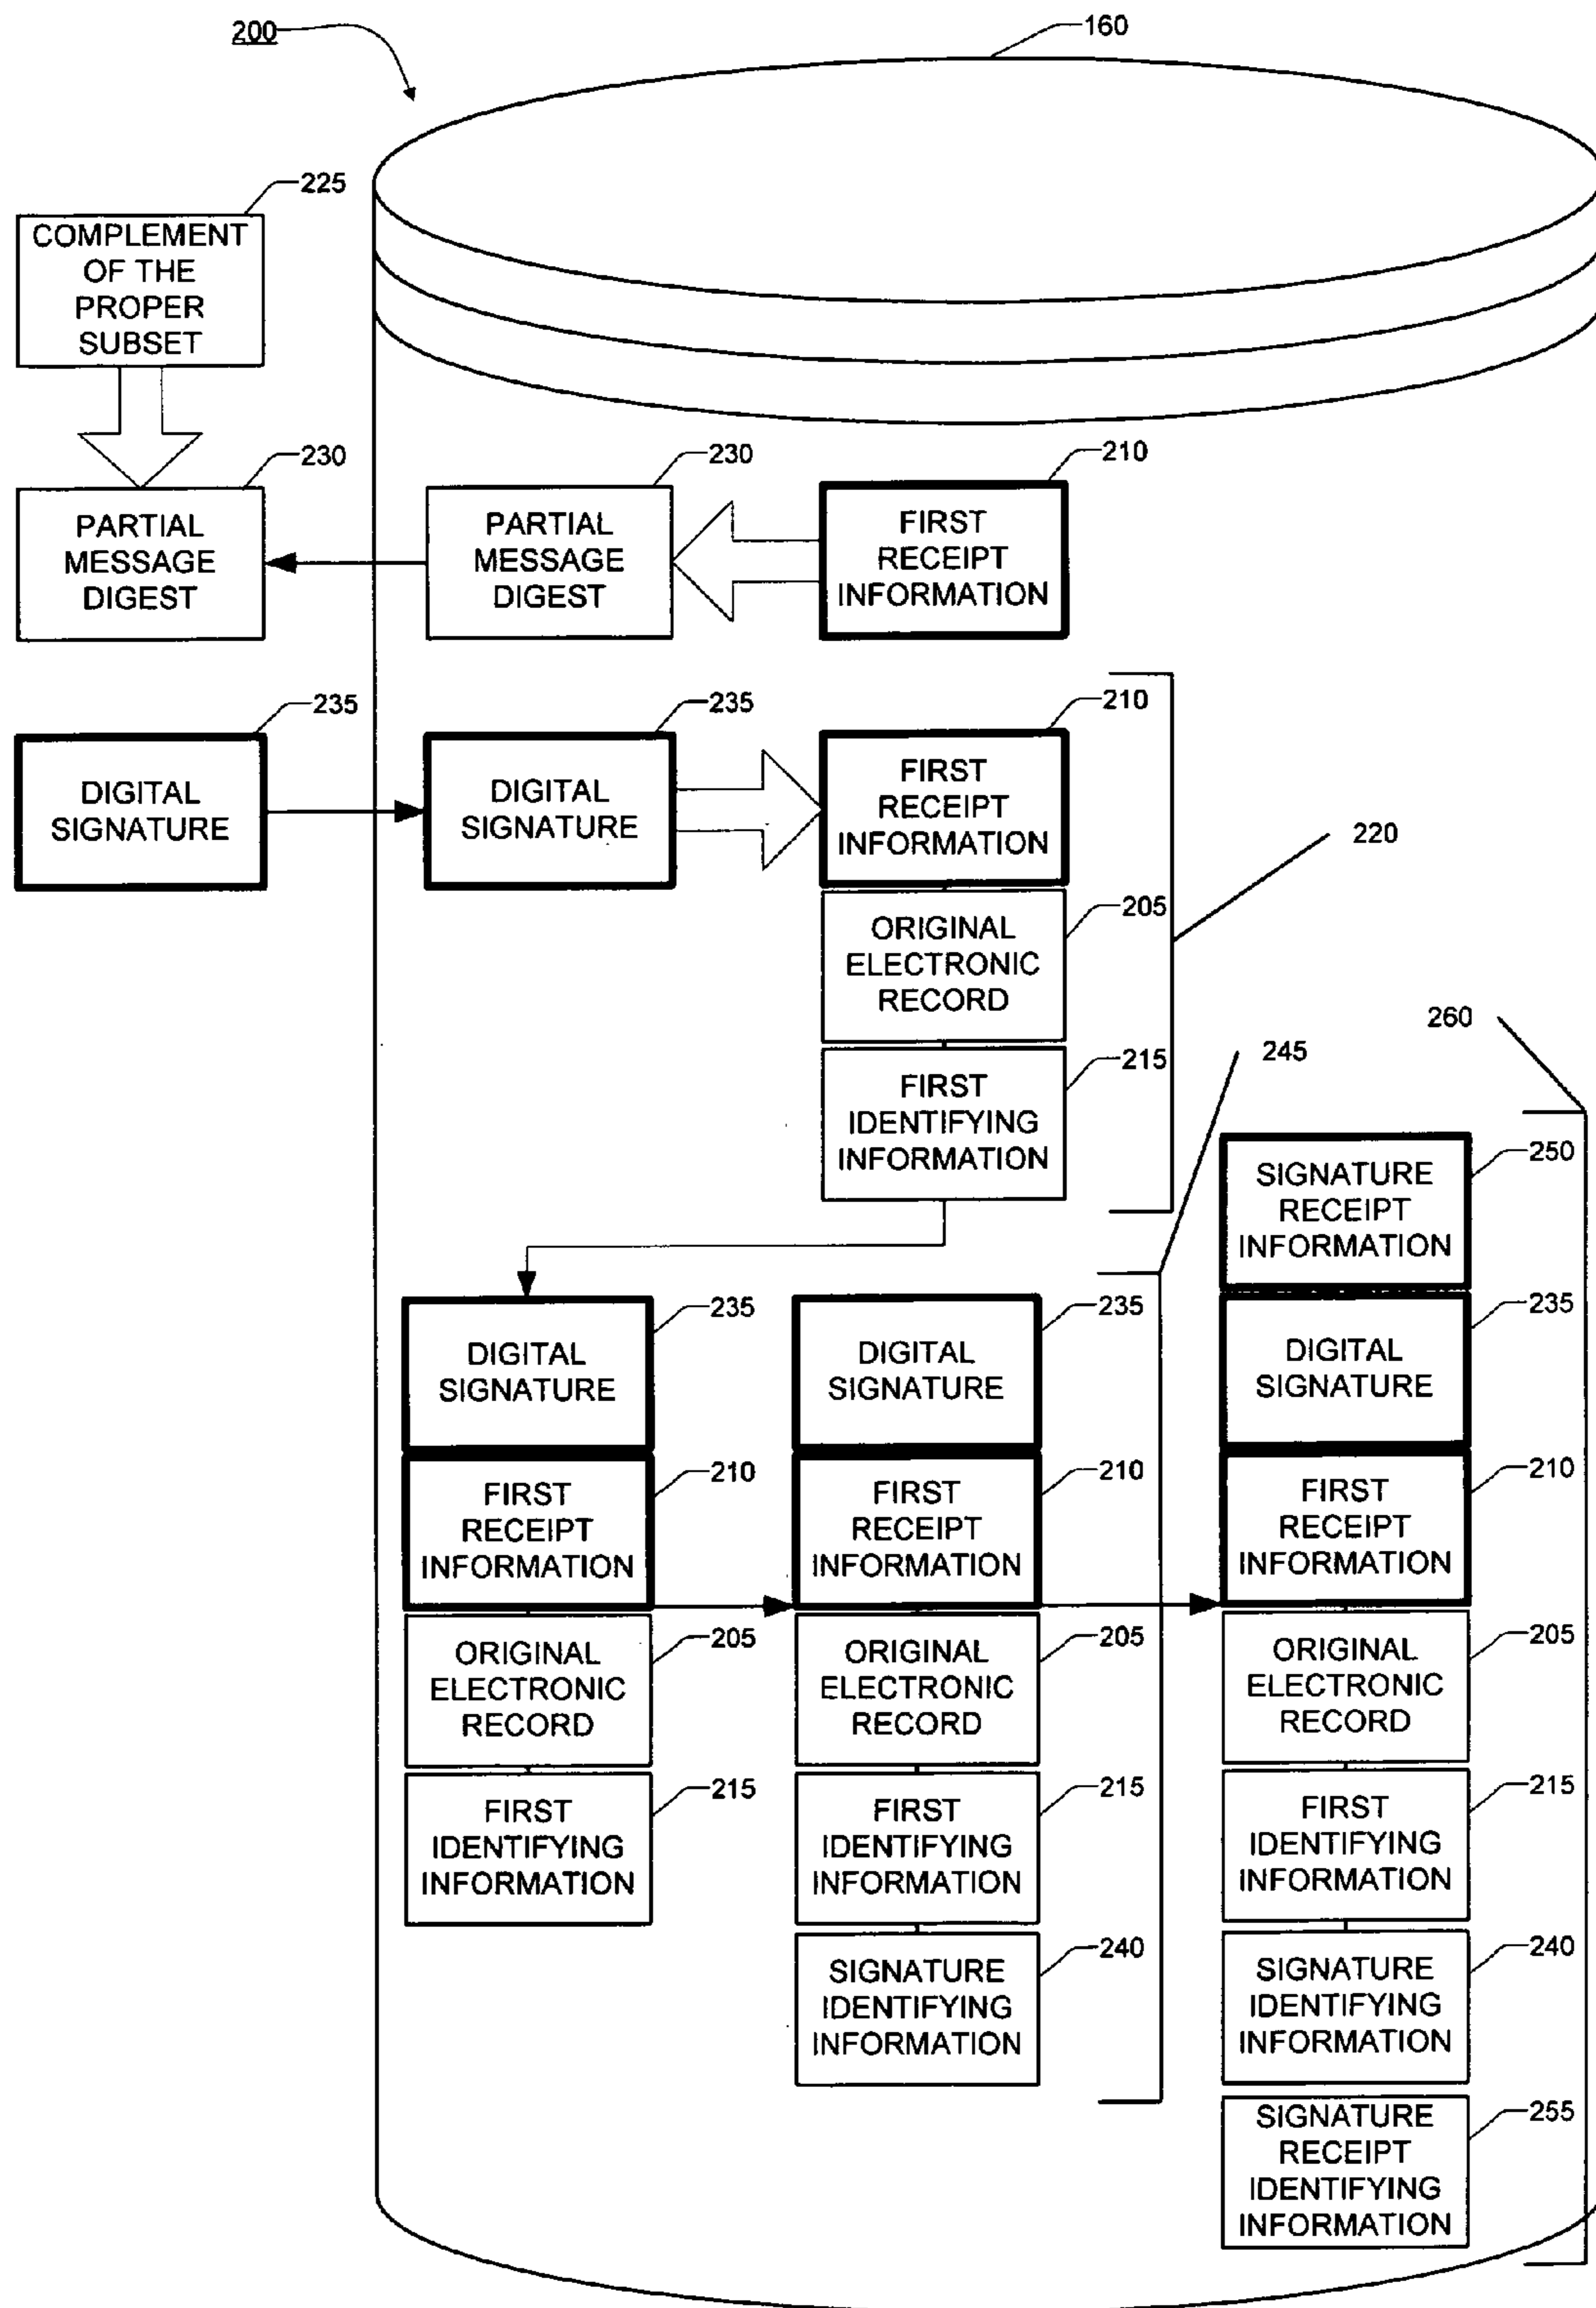 200
160
225
COMPLEMENT
OF THE
PROPER
SUBSET
230
PARTIAL
MESSAGE
DIGEST
230
PARTIAL
MESSAGE
DIGEST
210
FIRST
RECEIPT
INFORMATION
235
DIGITAL
SIGNATURE
235
DIGITAL
SIGNATURE
210
FIRST
RECEIPT
INFORMATION
220
205
ORIGINAL
ELECTRONIC
RECORD
215
FIRST
IDENTIFYING
INFORMATION
245
260
235
DIGITAL
SIGNATURE
210
FIRST
RECEIPT
INFORMATION
205
ORIGINAL
ELECTRONIC
RECORD
215
FIRST
IDENTIFYING
INFORMATION
235
DIGITAL
SIGNATURE
210
FIRST
RECEIPT
INFORMATION
205
ORIGINAL
ELECTRONIC
RECORD
215
FIRST
IDENTIFYING
INFORMATION
240
SIGNATURE
IDENTIFYING
INFORMATION
250
SIGNATURE
RECEIPT
INFORMATION
235
DIGITAL
SIGNATURE
210
FIRST
RECEIPT
INFORMATION
205
ORIGINAL
ELECTRONIC
RECORD
215
FIRST
IDENTIFYING
INFORMATION
240
SIGNATURE
IDENTIFYING
INFORMATION
255
SIGNATURE
RECEIPT
IDENTIFYING
INFORMATION